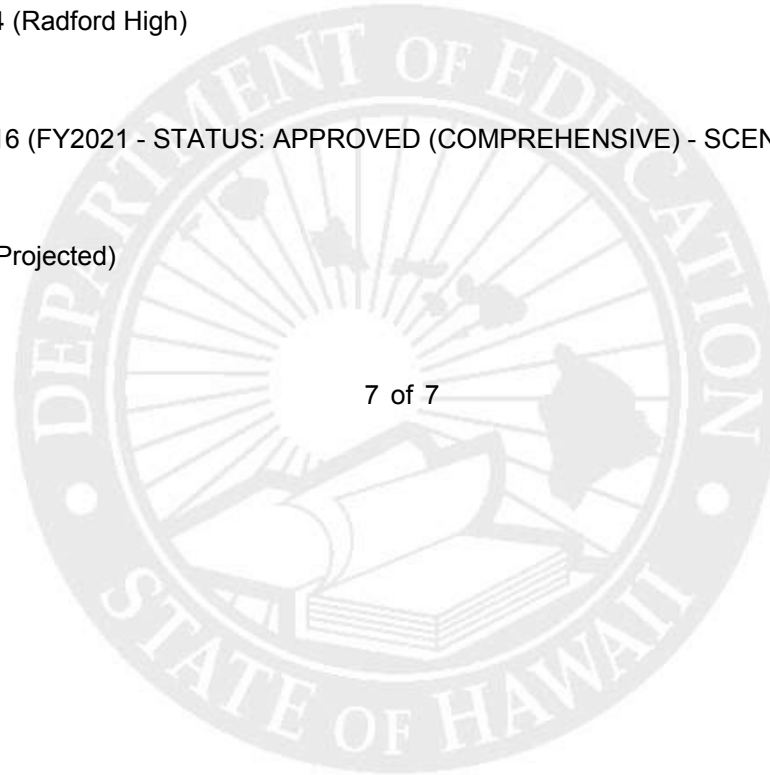 4 (Radford High)
16 (FY2021 - STATUS: APPROVED (COMPREHENSIVE) - SCEN
Projected)
7 of 7
DEPARTMENT OF EDUCATION
STATE OF HAWAII